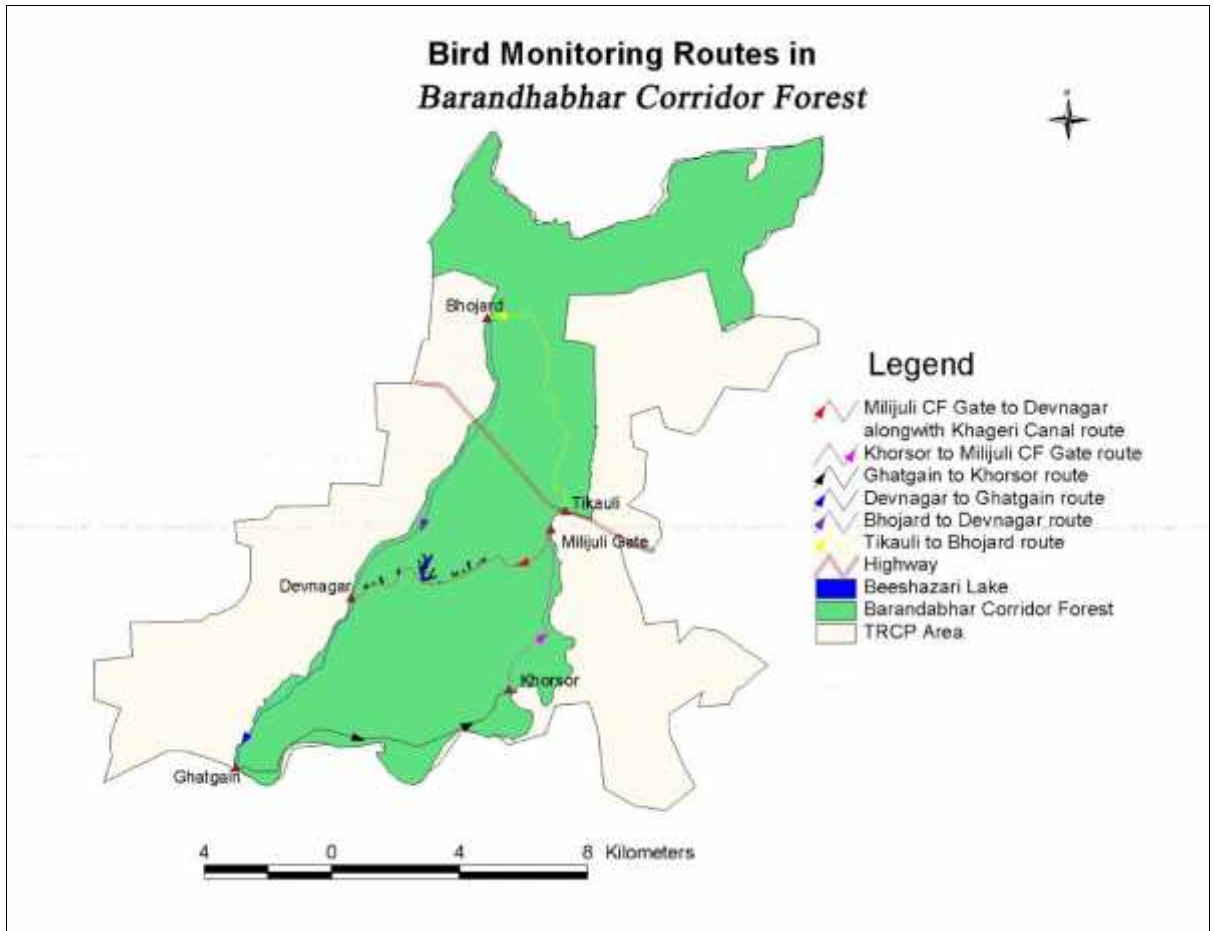 Bird Monitoring Routes in
Barandhabhar Corridor Forest
Bhojard
Tikauli
Milijuli Gate
Devnagar
Khorsor
Ghatgain
Legend
Milijuli CF Gate to Devnagar
alongwith Khageri Canal route
Khorsor to Milijuli CF Gate route
Ghatgain to Khorsor route
Devnagar to Ghatgain route
Bhojard to Devnagar route
Tikauli to Bhojard route
Highway
Beeshazari Lake
Barandabhar Corridor Forest
TRCP Area
4 0 4 8 Kilometers